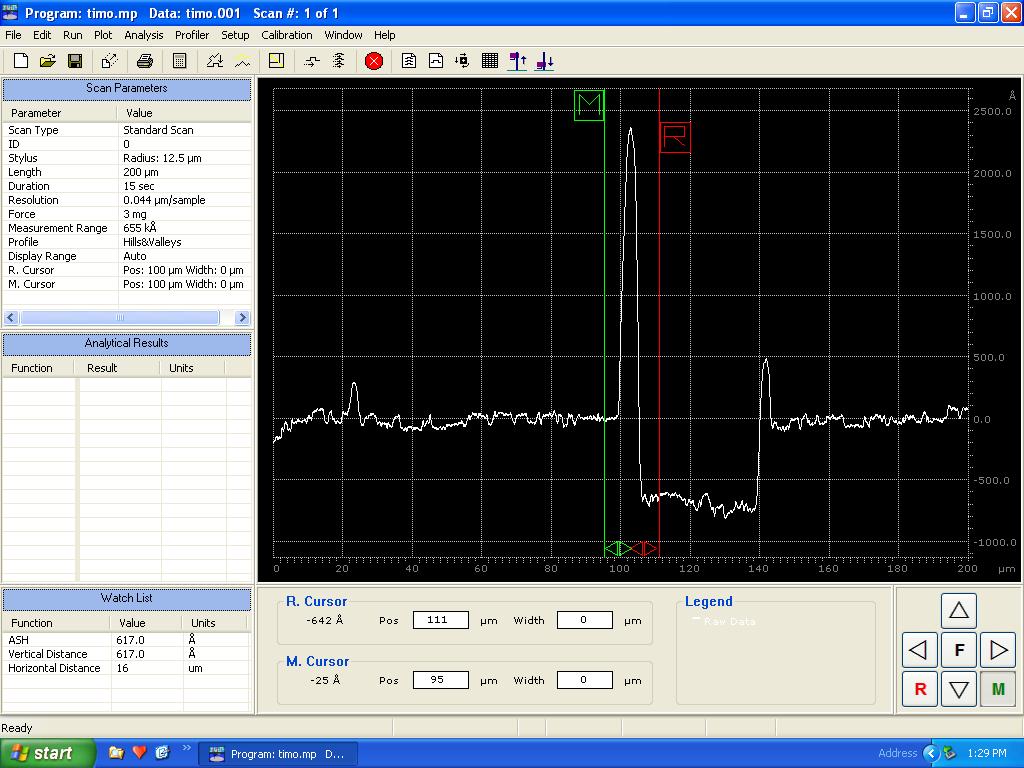 Program: timo.mp   Data: timo.001   Scan #: 1 of 1
File Edit Run Plot Analysis Profiler Setup Calibration Window Help
Scan Parameters
Parameter Value
Scan Type Standard Scan
ID 0
Stylus Radius: 12.5 µm
Length 200 µm
Duration 15 sec
Resolution 0.044 µm/sample
Force 3 mg
Measurement Range 655 kÅ
Profile Hills&Valleys
Display Range Auto
R. Cursor Pos: 100 µm Width: 0 µm
M. Cursor Pos: 100 µm Width: 0 µm
Analytical Results
Function Result Units
Watch List
Function Value Units
ASH 617.0 Å
Vertical Distance 617.0 Å
Horizontal Distance 16 um
M
R
Å
2500.0
2000.0
1500.0
1000.0
500.0
0.0
-500.0
-1000.0
0 20 40 60 80 100 120 140 160 180 200 µm
R. Cursor
-642 Å Pos 111 µm Width 0 µm
M. Cursor
-25 Å Pos 95 µm Width 0 µm
Legend
Raw Data
F
R M
Ready
start
»
Program: timo.mp D...
Address
1:29 PM